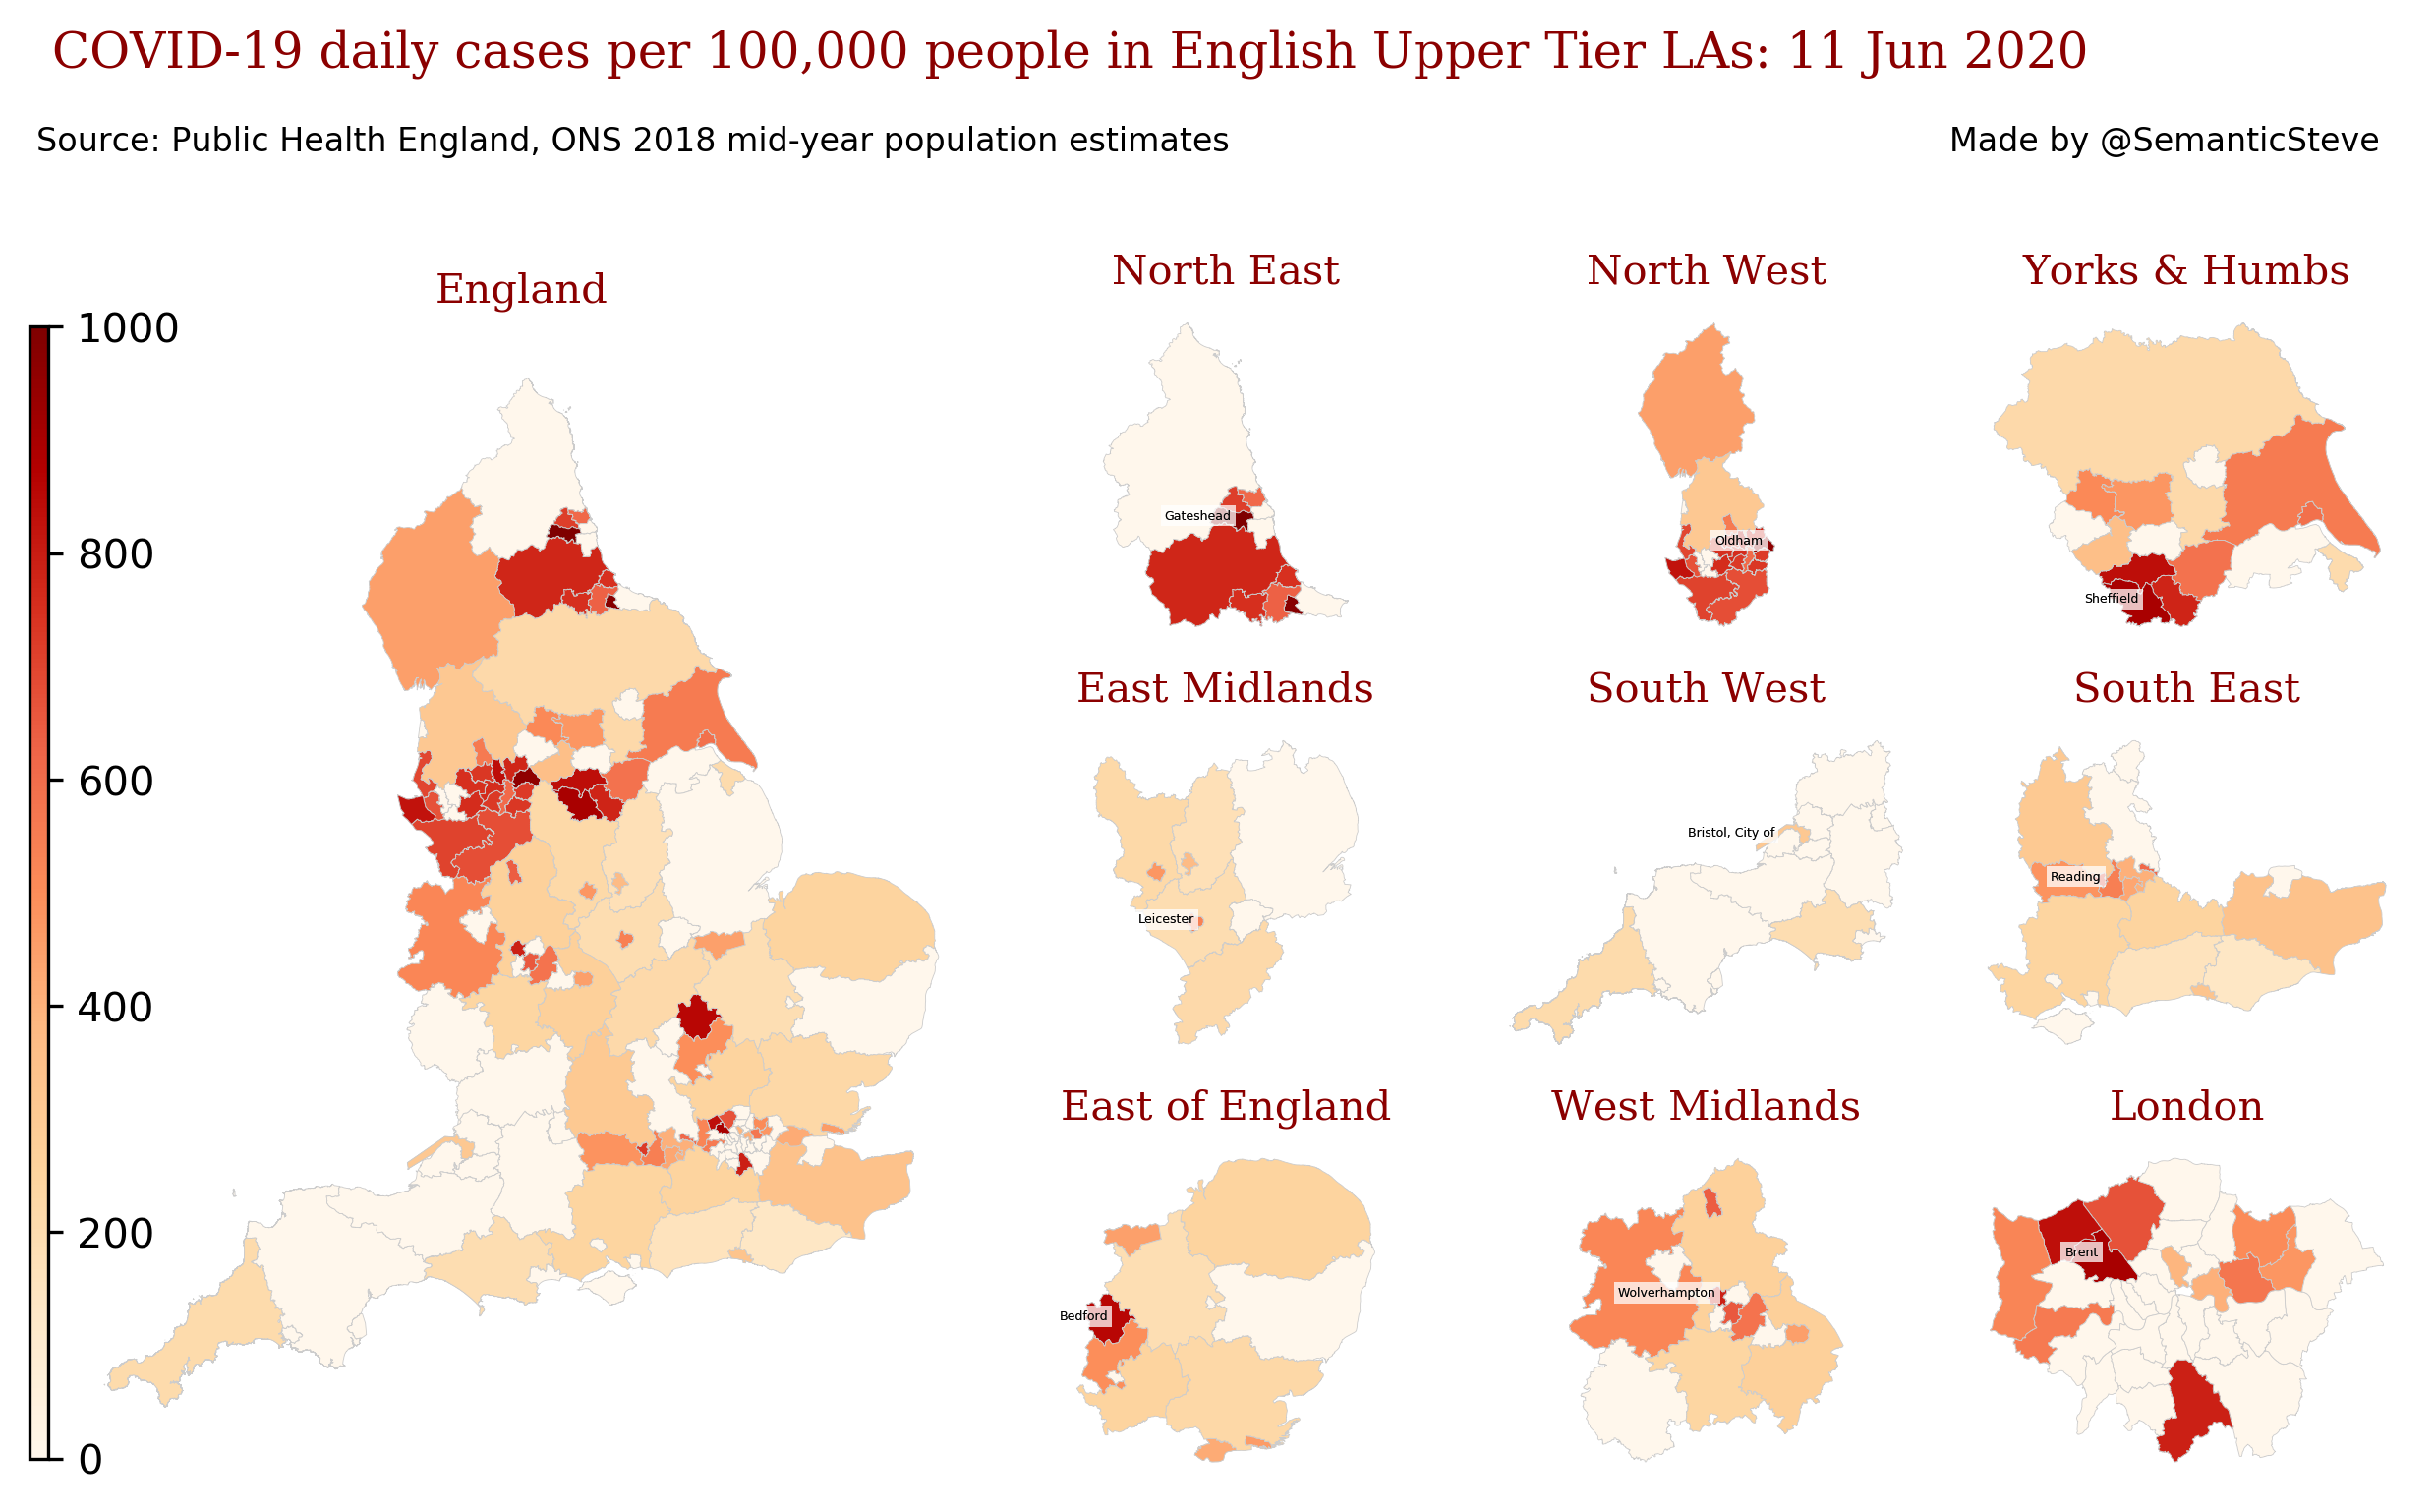 COVID-19 daily cases per 100,000 people in English Upper Tier LAs: 11 Jun 2020
Source: Public Health England, ONS 2018 mid-year population estimates
Made by @SemanticSteve
England
1000
800
600
400
200
0
North East
Gateshead
North West
Oldham
Yorks & Humbs
Sheffield
East Midlands
Leicester
South West
Bristol, City of
South East
Reading
East of England
Bedford
West Midlands
Wolverhampton
London
Brent